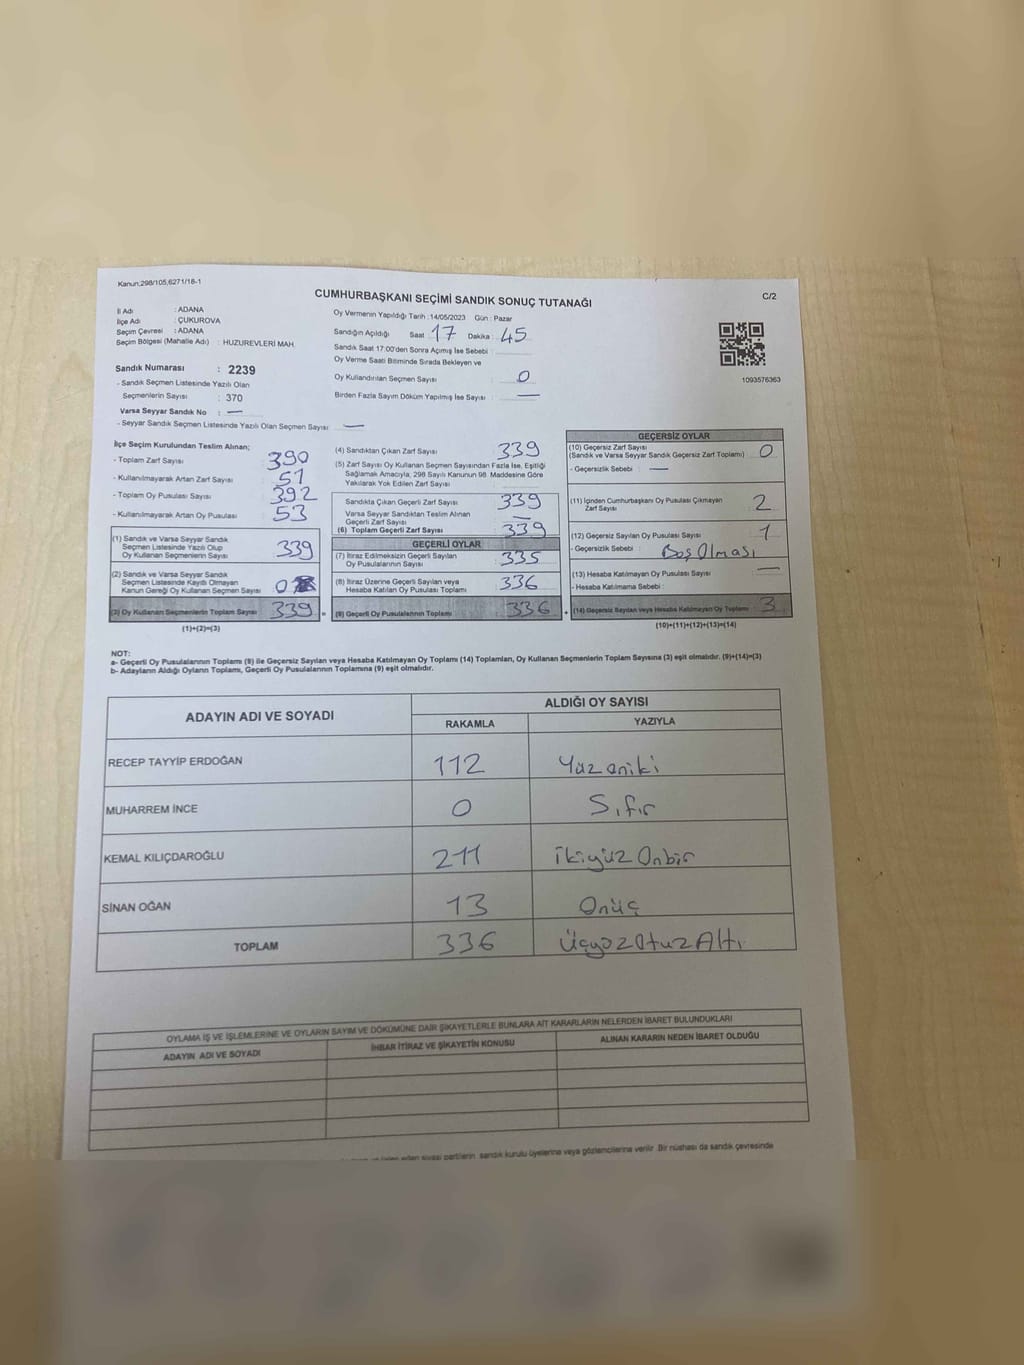 Kanun;298/105,6271/18-1
CUMHURBAŞKANI SEÇİMİ SANDIK SONUÇ TUTANAĞI
C/2
İl Adı : ADANA
İlçe Adı : ÇUKUROVA
Seçim Çevresi : ADANA
Seçim Bölgesi (Mahalle Adı) : HUZUREVLERİ MAH.
Sandık Numarası : 2239
- Sandık Seçmen Listesinde Yazılı Olan
Seçmenlerin Sayısı : 370
Varsa Seyyar Sandık No : —
- Seyyar Sandık Seçmen Listesinde Yazılı Olan Seçmen Sayısı : —
Oy Vermenin Yapıldığı Tarih :14/05/2023 Gün : Pazar
Sandığın Açıldığı Saat 17 Dakika : 45
Sandık Saat 17:00'den Sonra Açımış İse Sebebi :
Oy Verme Saati Bitiminde Sırada Bekleyen ve
Oy Kullandırılan Seçmen Sayısı : 0
Birden Fazla Sayım Döküm Yapılmış İse Sayısı : —
1093576363
İlçe Seçim Kurulundan Teslim Alınan;
- Toplam Zarf Sayısı : 390
- Kullanılmayarak Artan Zarf Sayısı : 51
- Toplam Oy Pusulası Sayısı : 392
- Kullanılmayarak Artan Oy Pusulası : 53
(1) Sandık ve Varsa Seyyar Sandık
Seçmen Listesinde Yazılı Olup
Oy Kullanan Seçmenlerin Sayısı 339
(2) Sandık ve Varsa Seyyar Sandık
Seçmen Listesinde Kayıtlı Olmayan
Kanun Gereği Oy Kullanan Seçmen Sayısı 0
(3) Oy Kullanan Seçmenlerin Toplam Sayısı 339 =
(1)+(2)=(3)
(4) Sandıktan Çıkan Zarf Sayısı : 339
(5) Zarf Sayısı Oy Kullanan Seçmen Sayısından Fazla İse, Eşitliği
Sağlamak Amacıyla, 298 Sayılı Kanunun 98. Maddesine Göre
Yakılarak Yok Edilen Zarf Sayısı :
Sandıkta Çıkan Geçerli Zarf Sayısı : 339
Varsa Seyyar Sandıktan Teslim Alınan
Geçerli Zarf Sayısı : —
(6) Toplam Geçerli Zarf Sayısı : 339
GEÇERLİ OYLAR
(7) İtiraz Edilmeksizin Geçerli Sayılan
Oy Pusulasının Sayısı : 335
(8) İtiraz Üzerine Geçerli Sayılan veya
Hesaba Katılan Oy Pusulası Toplamı : 336
(9) Geçerli Oy Pusulalarının Toplamı : 336 +
GEÇERSİZ OYLAR
(10) Geçersiz Zarf Sayısı
(Sandık ve Varsa Seyyar Sandık Geçersiz Zarf Toplamı) : 0
- Geçersizlik Sebebi : —
(11) İçinden Cumhurbaşkanı Oy Pusulası Çıkmayan
Zarf Sayısı : 2
(12) Geçersiz Sayılan Oy Pusulası Sayısı : 1
- Geçersizlik Sebebi : Boş Olması
(13) Hesaba Katılmayan Oy Pusulası Sayısı : —
- Hesaba Katılmama Sebebi :
(14) Geçersiz Sayılan veya Hesaba Katılmayan Oy Toplamı : 3
(10)+(11)+(12)+(13)=(14)
NOT:
a- Geçerli Oy Pusulalarının Toplamı (9) ile Geçersiz Sayılan veya Hesaba Katılmayan Oy Toplamı (14) Toplamları, Oy Kullanan Seçmenlerin Toplam Sayısına (3) eşit olmalıdır. (9)+(14)=(3)
b- Adayların Aldığı Oyların Toplamı, Geçerli Oy Pusulalarının Toplamına (9) eşit olmalıdır.
ADAYIN ADI VE SOYADI
ALDIĞI OY SAYISI
RAKAMLA YAZIYLA
RECEP TAYYİP ERDOĞAN 112 Yüz oniki
MUHARREM İNCE 0 Sıfır
KEMAL KILIÇDAROĞLU 211 İkiyüz Onbir
SİNAN OĞAN 13 Onüç
TOPLAM 336 ÜçyüzOtuzAltı
OYLAMA İŞ VE İŞLEMLERİNE VE OYLARIN SAYIM VE DÖKÜMÜNE DAİR ŞİKAYETLERLE BUNLARA AİT KARARLARIN NELERDEN İBARET BULUNDUKLARI
ADAYIN ADI VE SOYADI İHBAR İTİRAZ VE ŞİKAYETİN KONUSU ALINAN KARARIN NEDEN İBARET OLDUĞU
eden siyasi partilerin sandık kurulu üyelerine veya gözlemcilerine verilir. Bir nüshası da sandık çevresinde